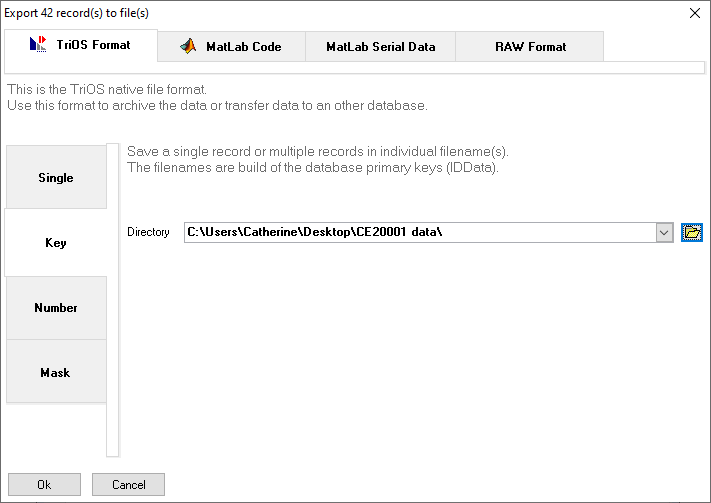 Export 42 record(s) to file(s)
TriOS Format
MatLab Code
MatLab Serial Data
RAW Format
This is the TriOS native file format.
Use this format to archive the data or transfer data to an other database.
Single
Key
Number
Mask
Save a single record or multiple records in individual filename(s).
The filenames are build of the database primary keys (IDData).
Directory C:\Users\Catherine\Desktop\CE20001 data\
Ok
Cancel